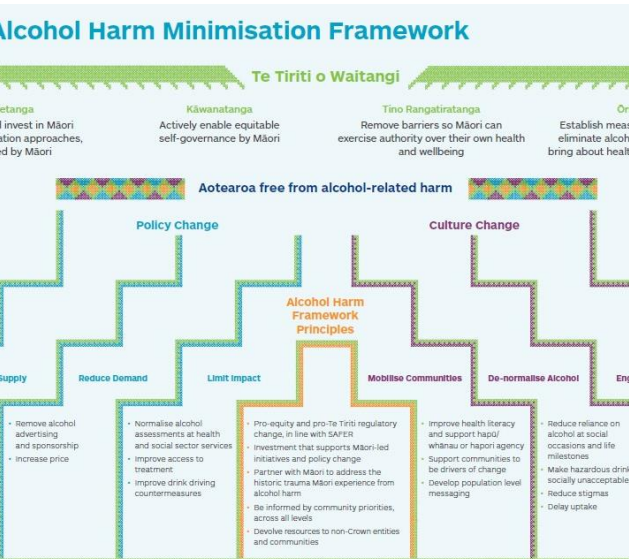 Alcohol Harm Minimisation Framework
Te Tiriti o Waitangi
etanga
invest in Māori
ation approaches,
ed by Māori
Kāwanatanga
Actively enable equitable
self-governance by Māori
Tino Rangatiratanga
Remove barriers so Māori can
exercise authority over their own health
and wellbeing
Establish meas
eliminate alcoh
bring about healt
Aotearoa free from alcohol-related harm
Policy Change
Culture Change
Alcohol Harm
Framework
Principles
Supply
Reduce Demand
Limit Impact
Mobilise Communities
De-normalise Alcohol
Eng
• Remove alcohol
advertising
and sponsorship
• Increase price
• Normalise alcohol
assessments at health
and social sector services
• Improve access to
treatment
• Improve drink driving
countermeasures
• Pro-equity and pro-Te Tiriti regulatory
change, in line with SAFER
• Investment that supports Māori-led
initiatives and policy change
• Partner with Māori to address the
historic trauma Māori experience from
alcohol harm
• Be informed by community priorities,
across all levels
• Devolve resources to non-Crown entities
and communities
• Improve health literacy
and support hapū/
whānau or hapori agency
• Support communities to
be drivers of change
• Develop population level
messaging
• Reduce reliance on
alcohol at social
occasions and life
milestones
• Make hazardous drink
socially unacceptable
• Reduce stigmas
• Delay uptake